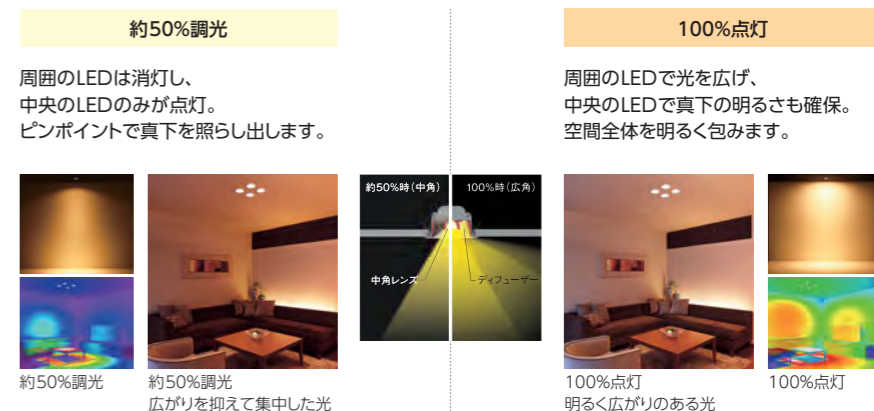 約50%調光
周囲のLEDは消灯し、
中央のLEDのみが点灯。
ピンポイントで真下を照らし出します。
約50%調光
約50%調光
広がりを抑えて集中した光
約50%時(中角)
100%時(広角)
中角レンズ
ディフューザー
100%点灯
周囲のLEDで光を広げ、
中央のLEDで真下の明るさも確保。
空間全体を明るく包みます。
100%点灯
明るく広がりのある光
100%点灯